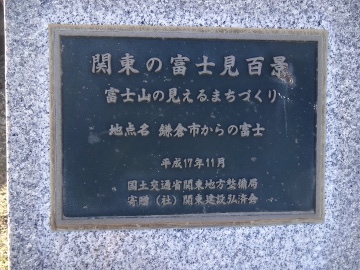 関東の富士見百景
富士山の見えるまちづくり
地点名 鎌倉市からの富士
平成17年11月
国土交通省関東地方整備局
寄贈（社）関東建設弘済会